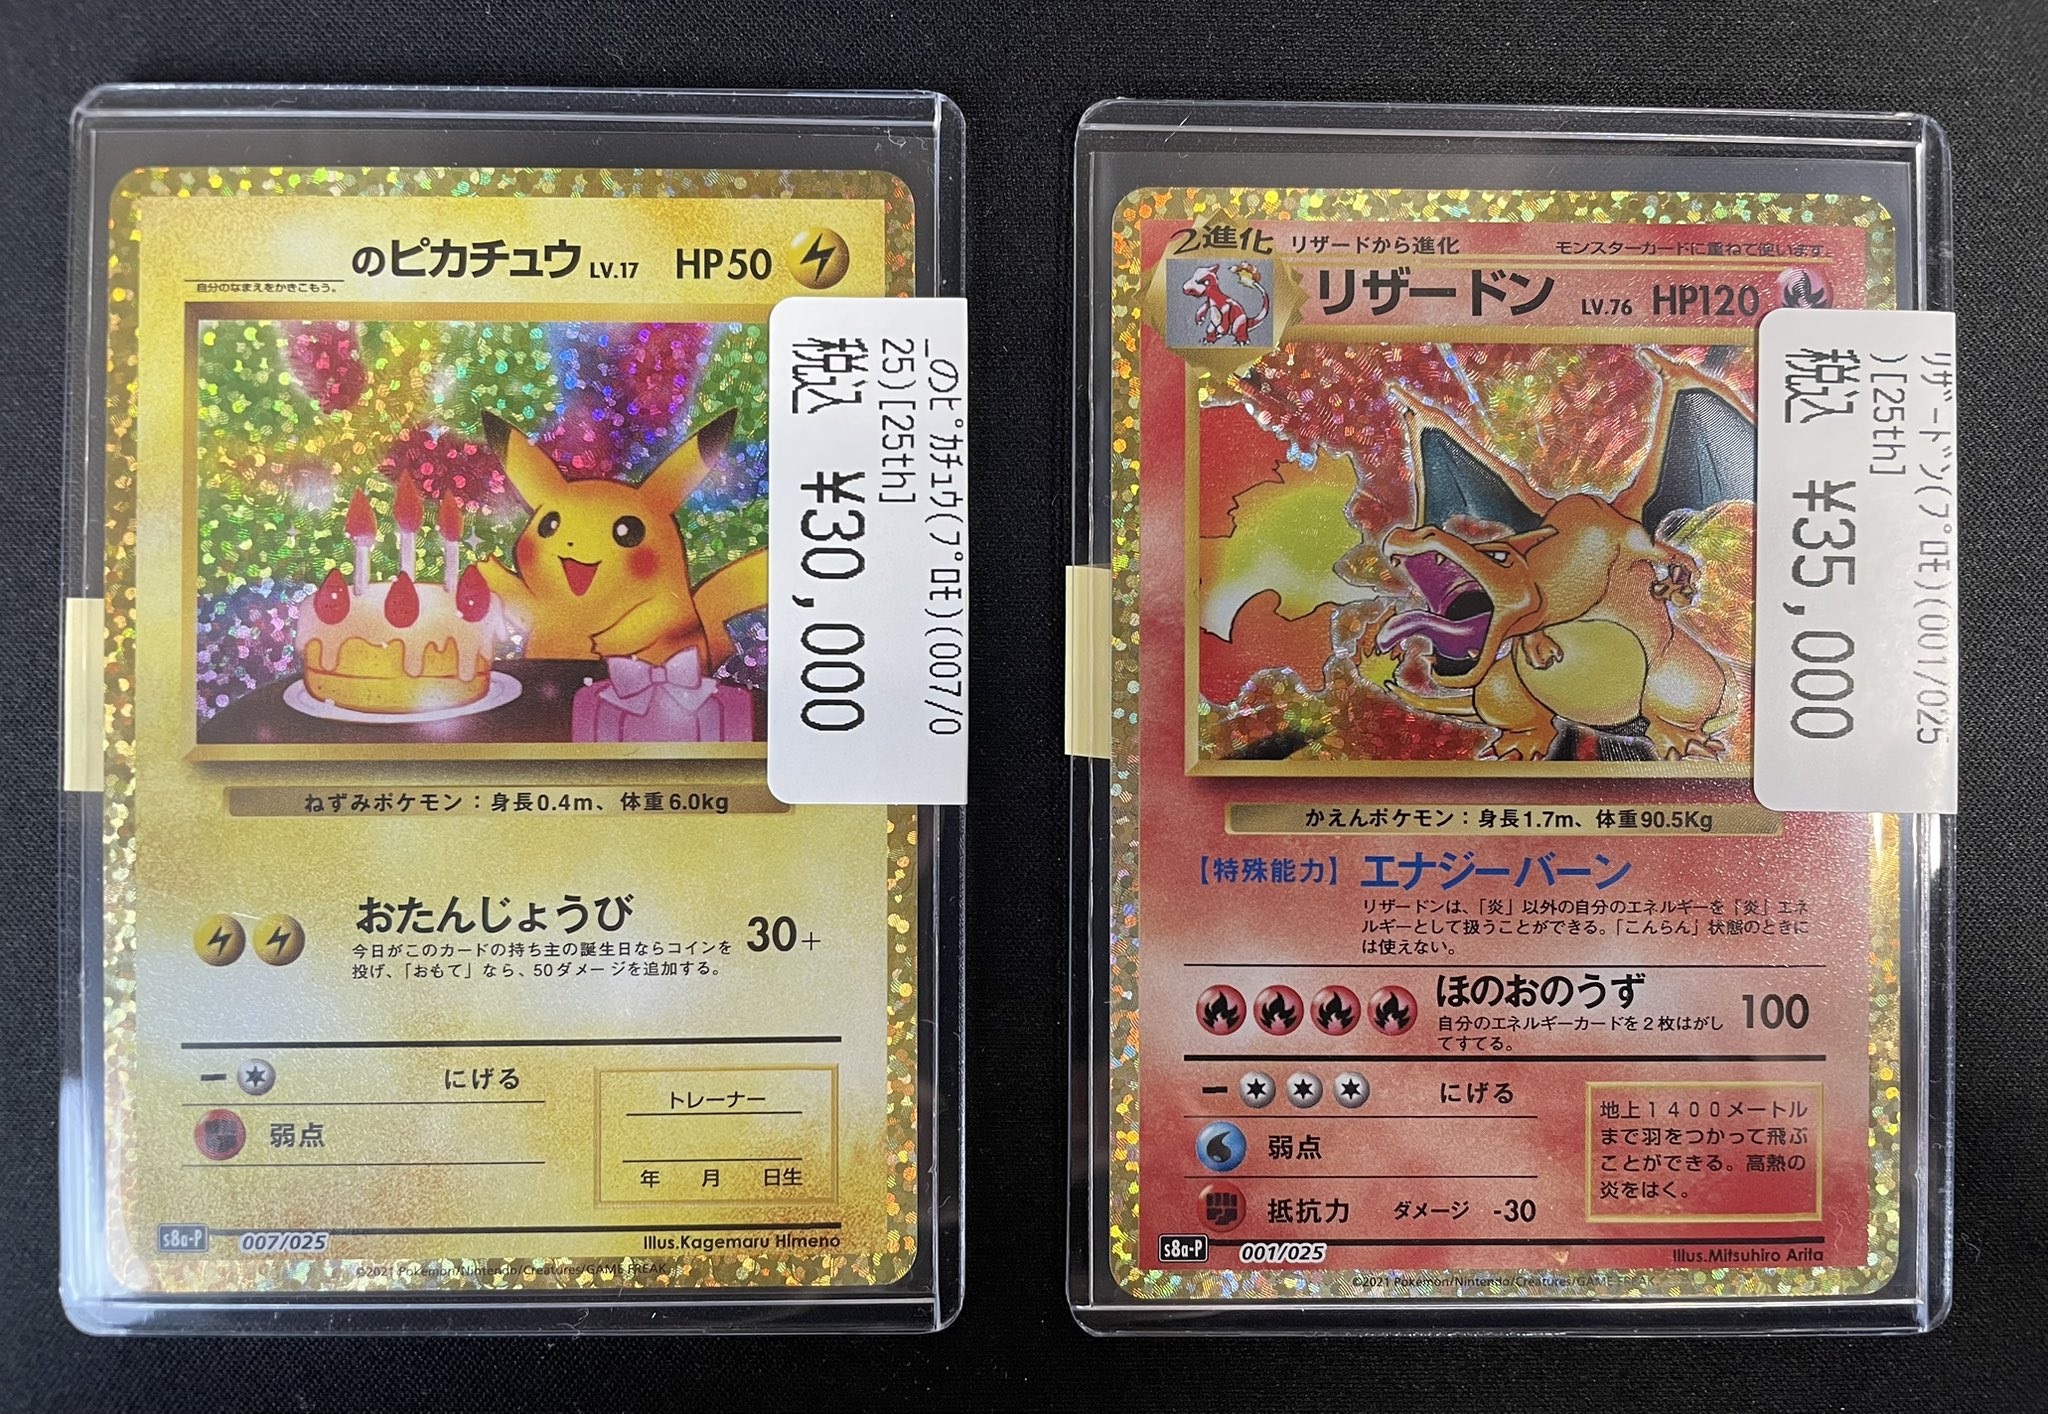 のピカチュウ LV.17 HP50
自分のなまえをかきこもう。
_のﾋﾟｶﾁｭｳ(ﾌﾟﾛﾓ)(007/0
25)[25th]
税込 ¥30,000
ねずみポケモン：身長0.4m、体重6.0kg
おたんじょうび 30+
今日がこのカードの持ち主の誕生日ならコインを
投げ、「おもて」なら、50ダメージを追加する。
にげる
弱点
トレーナー
年 月 日生
s8a-P 007/025 Illus.Kagemaru Himeno
©2021 Pokémon/Nintendo/Creatures/GAME FREAK.
2進化 リザードから進化 モンスターカードに重ねて使います。
リザードン LV.76 HP120
ﾘｻﾞｰﾄﾞﾝ(ﾌﾟﾛﾓ)(001/025
)[25th]
税込 ¥35,000
かえんポケモン：身長1.7m、体重90.5Kg
【特殊能力】 エナジーバーン
リザードンは、「炎」以外の自分のエネルギーを「炎」エネ
ルギーとして扱うことができる。「こんらん」状態のときに
は使えない。
ほのおのうず 100
自分のエネルギーカードを2枚はがし
てすてる。
にげる
弱点
抵抗力 ダメージ -30
地上1400メートル
まで羽をつかって飛ぶ
ことができる。高熱の
炎をはく。
s8a-P 001/025 Illus.Mitsuhiro Arita
©2021 Pokémon/Nintendo/Creatures/GAME FREAK.